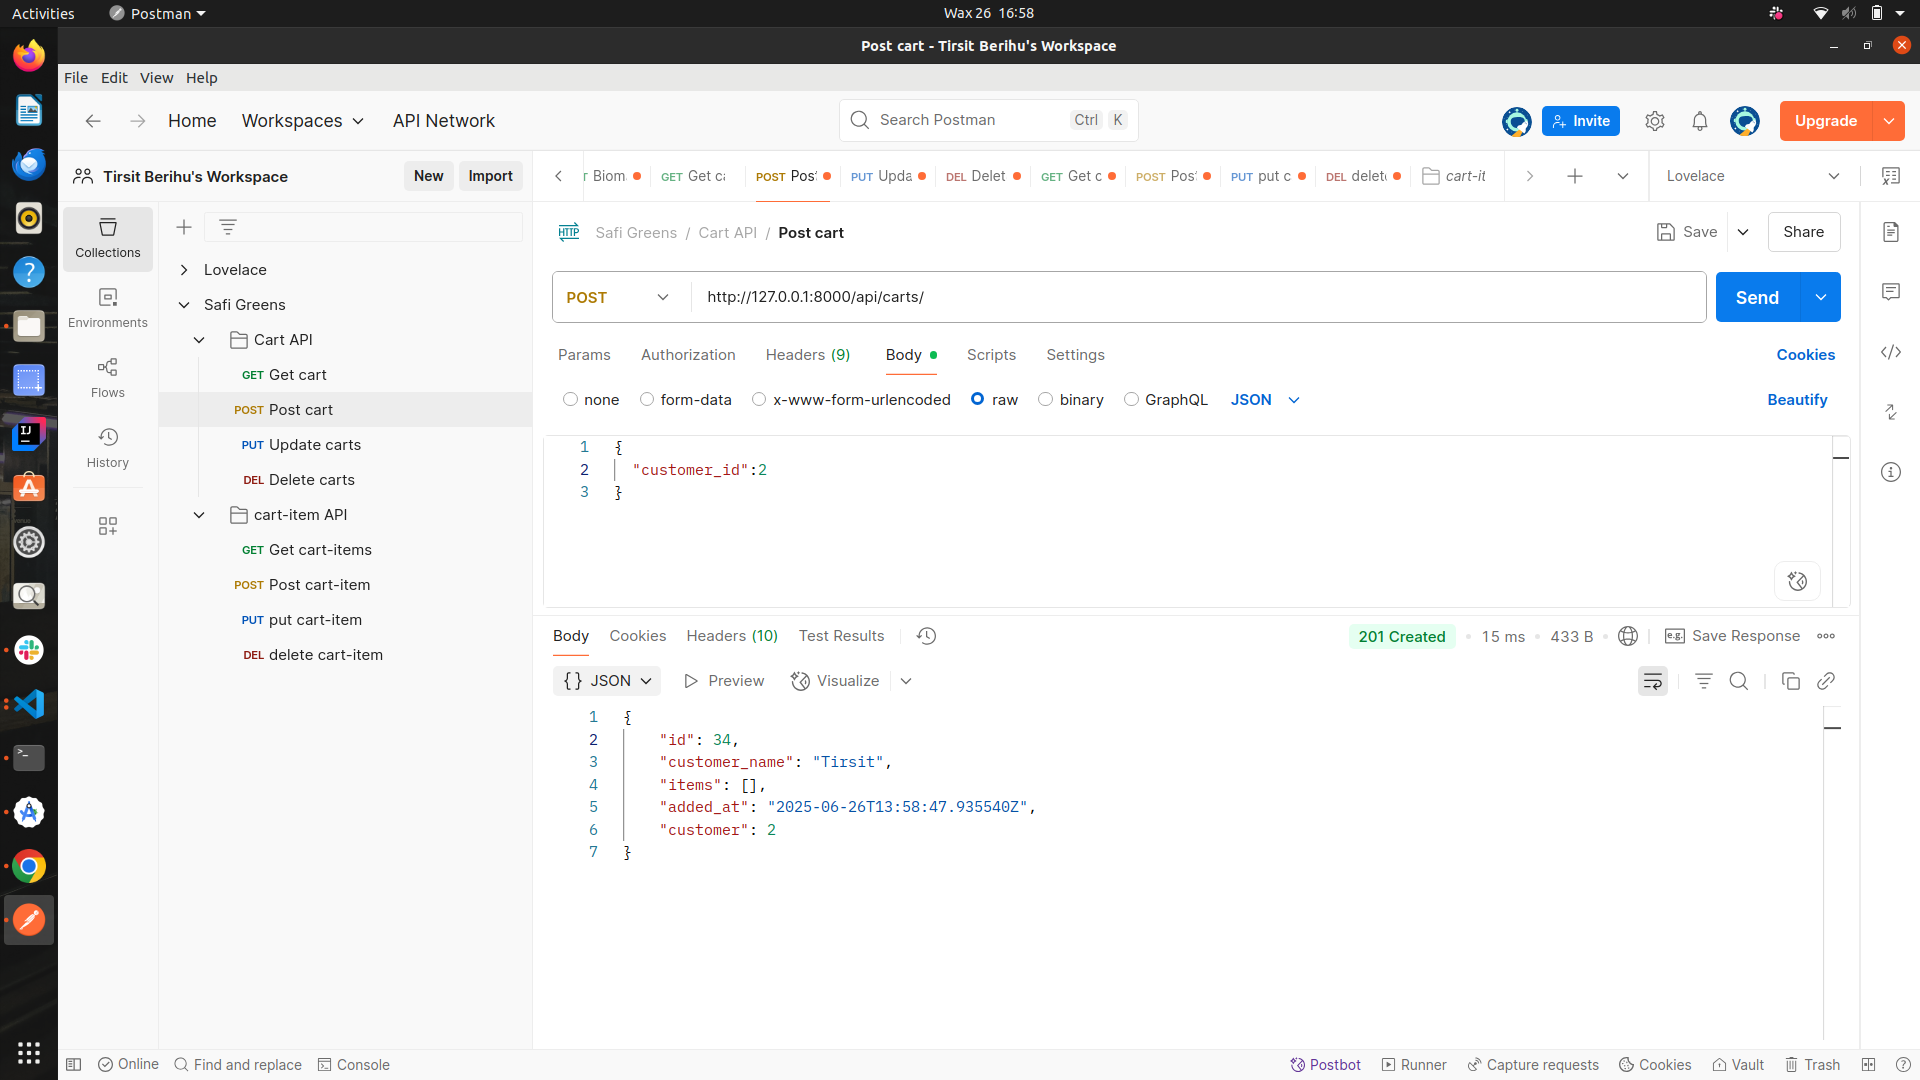 Activities Postman Wax 26 16:58
Post cart - Tirsit Berihu's Workspace
File Edit View Help
Home Workspaces API Network Search Postman Ctrl K Invite Upgrade
Tirsit Berihu's Workspace New Import
Biom GET Get ca POST Pos PUT Upda DEL Delet GET Get c POST Pos PUT put c DEL delet cart-it Lovelace
Collections
Environments
Flows
History
Lovelace
Safi Greens
Cart API
GET Get cart
POST Post cart
PUT Update carts
DEL Delete carts
cart-item API
GET Get cart-items
POST Post cart-item
PUT put cart-item
DEL delete cart-item
HTTP Safi Greens / Cart API / Post cart Save Share
POST http://127.0.0.1:8000/api/carts/ Send
Params Authorization Headers (9) Body Scripts Settings Cookies
none form-data x-www-form-urlencoded raw binary GraphQL JSON Beautify
1 {
2 "customer_id":2
3 }
Body Cookies Headers (10) Test Results 201 Created 15 ms 433 B e.g. Save Response
{} JSON Preview Visualize
1 {
2 "id": 34,
3 "customer_name": "Tirsit",
4 "items": [],
5 "added_at": "2025-06-26T13:58:47.935540Z",
6 "customer": 2
7 }
Online Find and replace Console Postbot Runner Capture requests Cookies Vault Trash